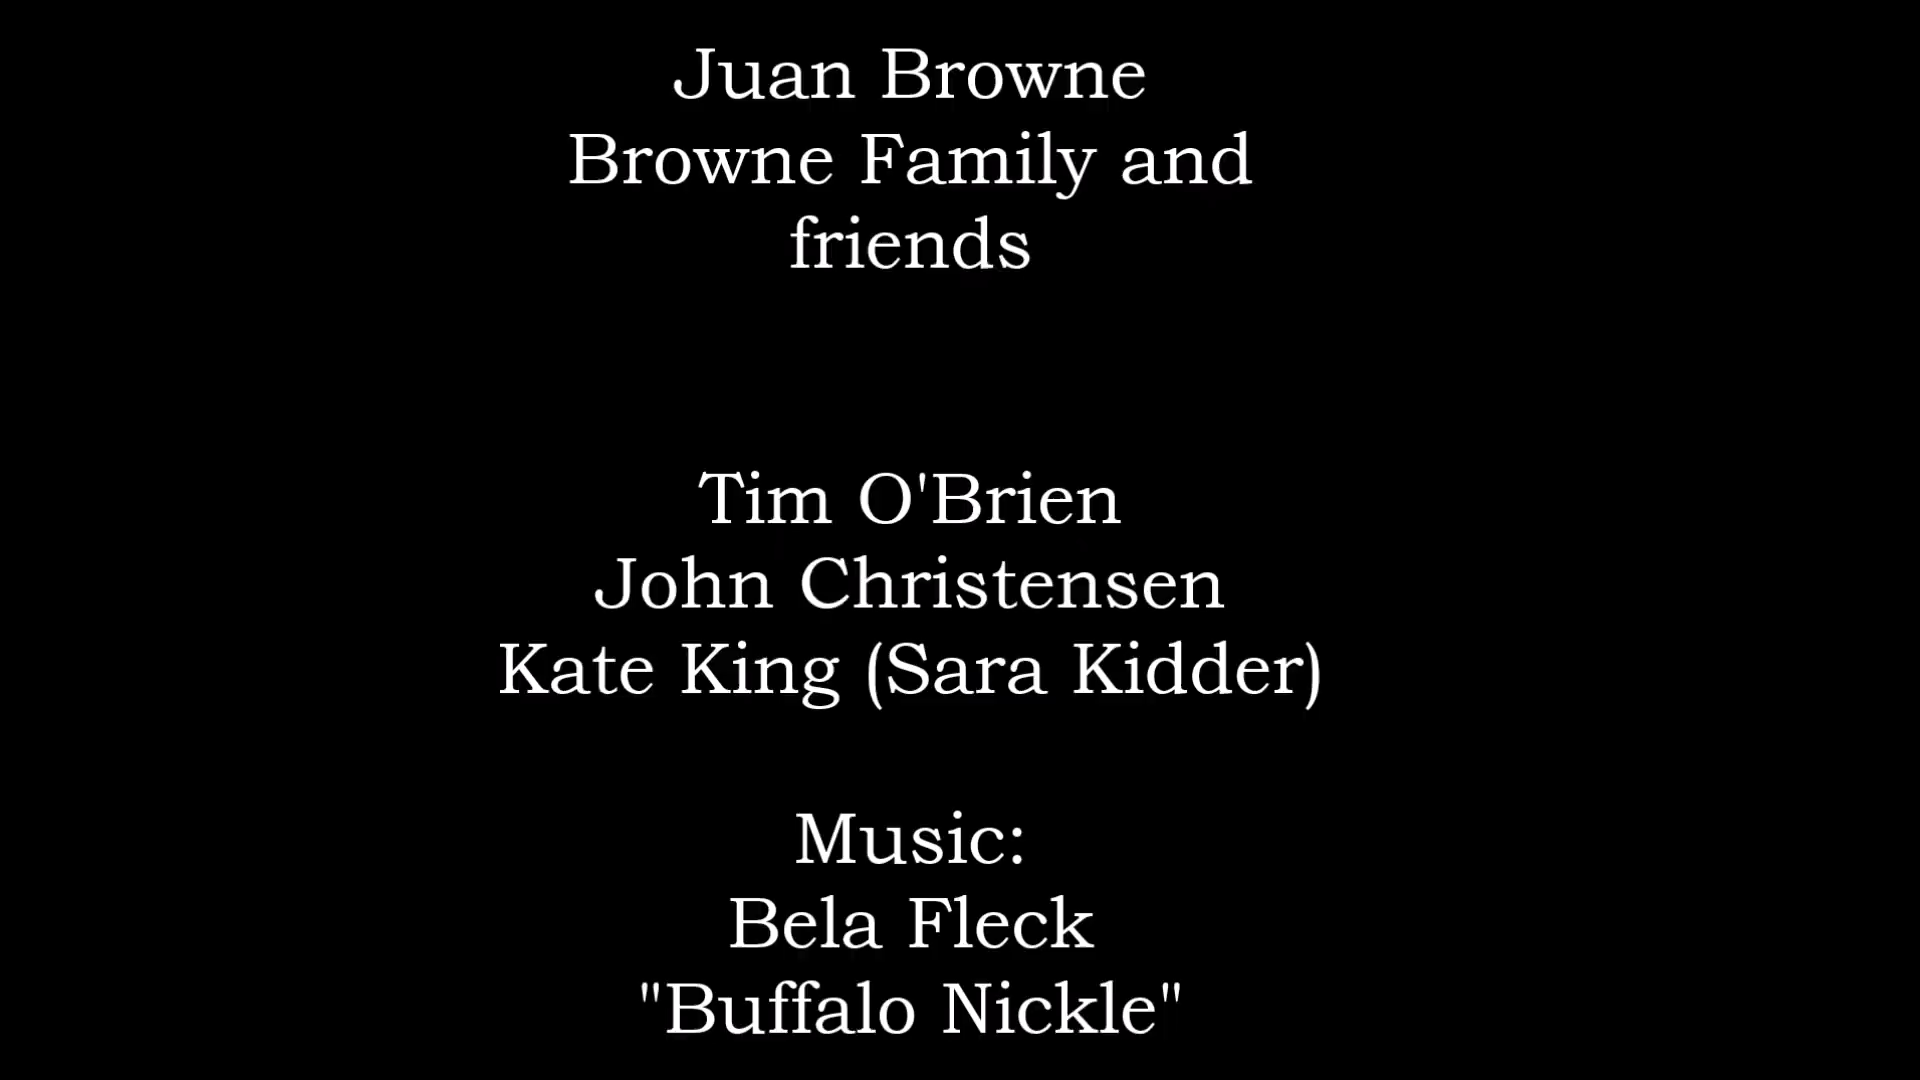 Juan Browne
Browne Family and
friends
Tim O'Brien
John Christensen
Kate King (Sara Kidder)
Music:
Bela Fleck
"Buffalo Nickle"